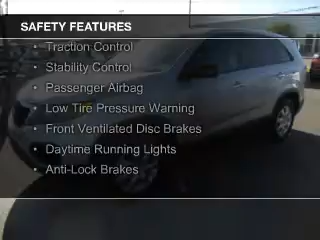 SAFETY FEATURES
• Traction Control
• Stability Control
• Passenger Airbag
• Low Tire Pressure Warning
• Front Ventilated Disc Brakes
• Daytime Running Lights
• Anti-Lock Brakes